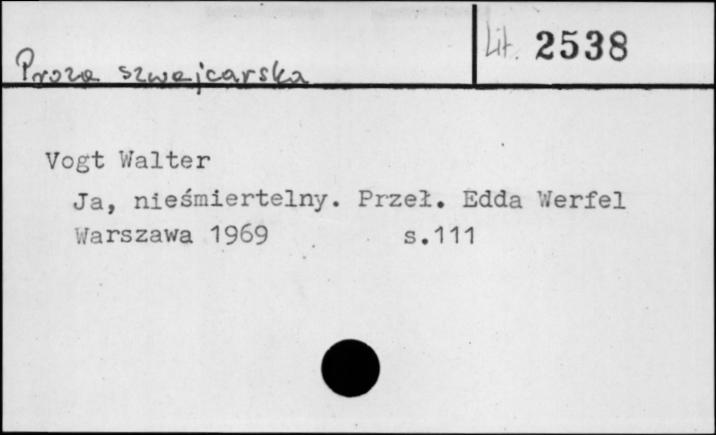 Proza szwajcarska
Lit. 2538
Vogt Walter
Ja, nieśmiertelny. Przeł. Edda Werfel
Warszawa 1969 s.111